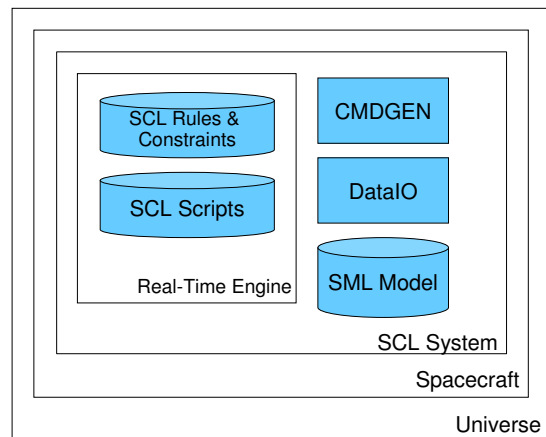 SCL Rules &
Constraints
SCL Scripts
Real-Time Engine
CMDGEN
DataIO
SML Model
SCL System
Spacecraft
Universe